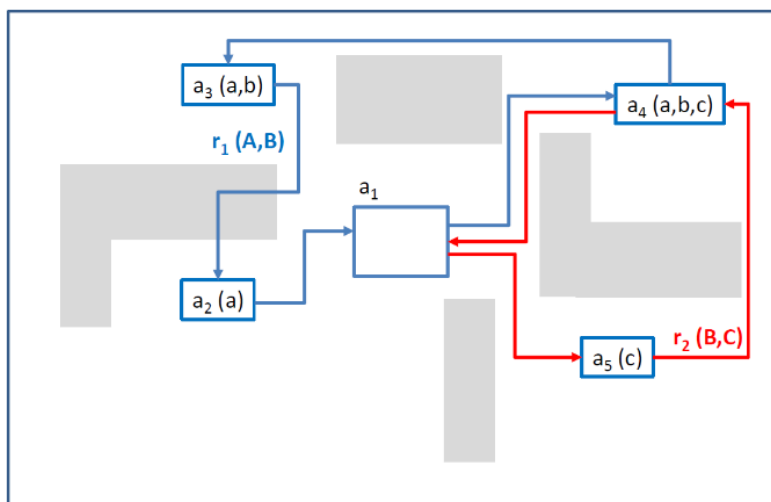 a₃ (a,b)
a₄ (a,b,c)
r₁ (A,B)
a₁
a₂ (a)
r₂ (B,C)
a₅ (c)